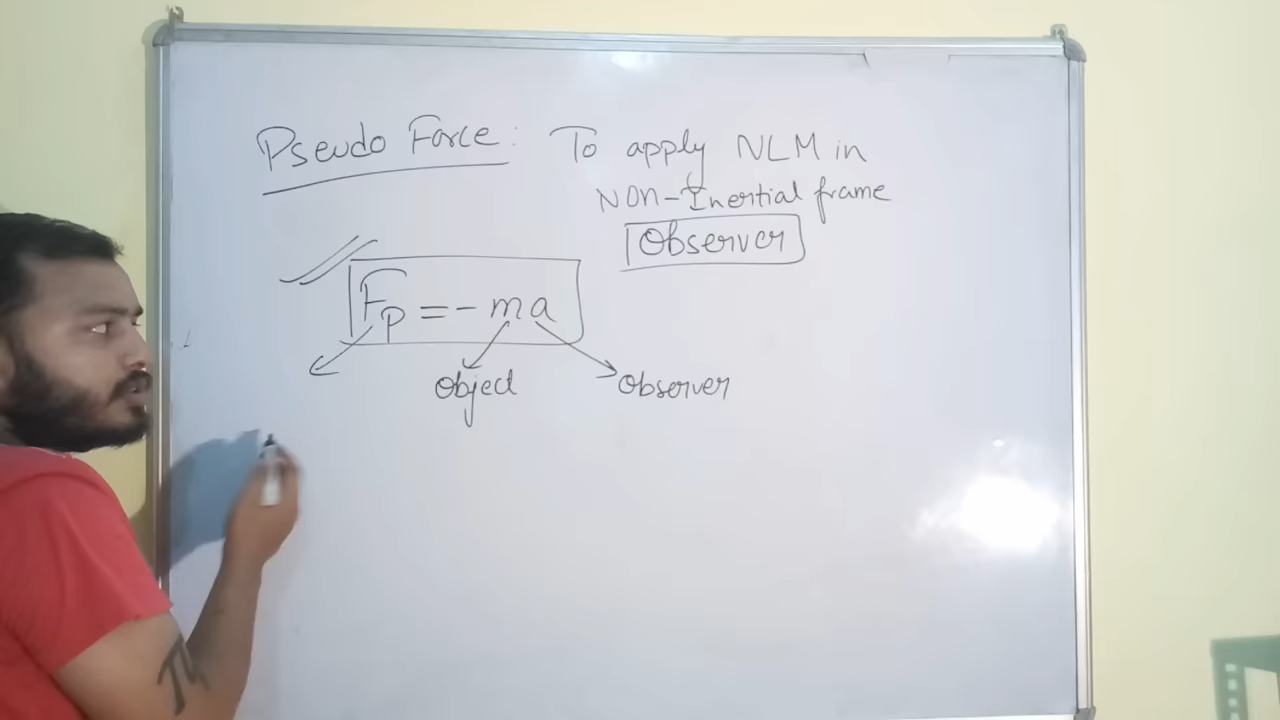 Pseudo Force: To apply NLM in
NON-Inertial frame
Observer
Fp = - ma
Object Observer
π